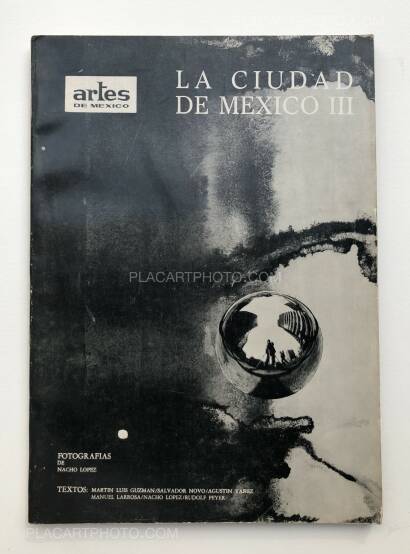 artes
DE MEXICO
LA CIUDAD
DE MEXICO III
PLACARTPHOTO.COM
FOTOGRAFIAS
DE
NACHO LOPEZ
TEXTOS: MARTIN LUIS GUZMAN/SALVADOR NOVO/AGUSTIN YAÑEZ
MANUEL LARROSA/NACHO LOPEZ/RUDOLF PEYER
PLACARTPHOTO.COM